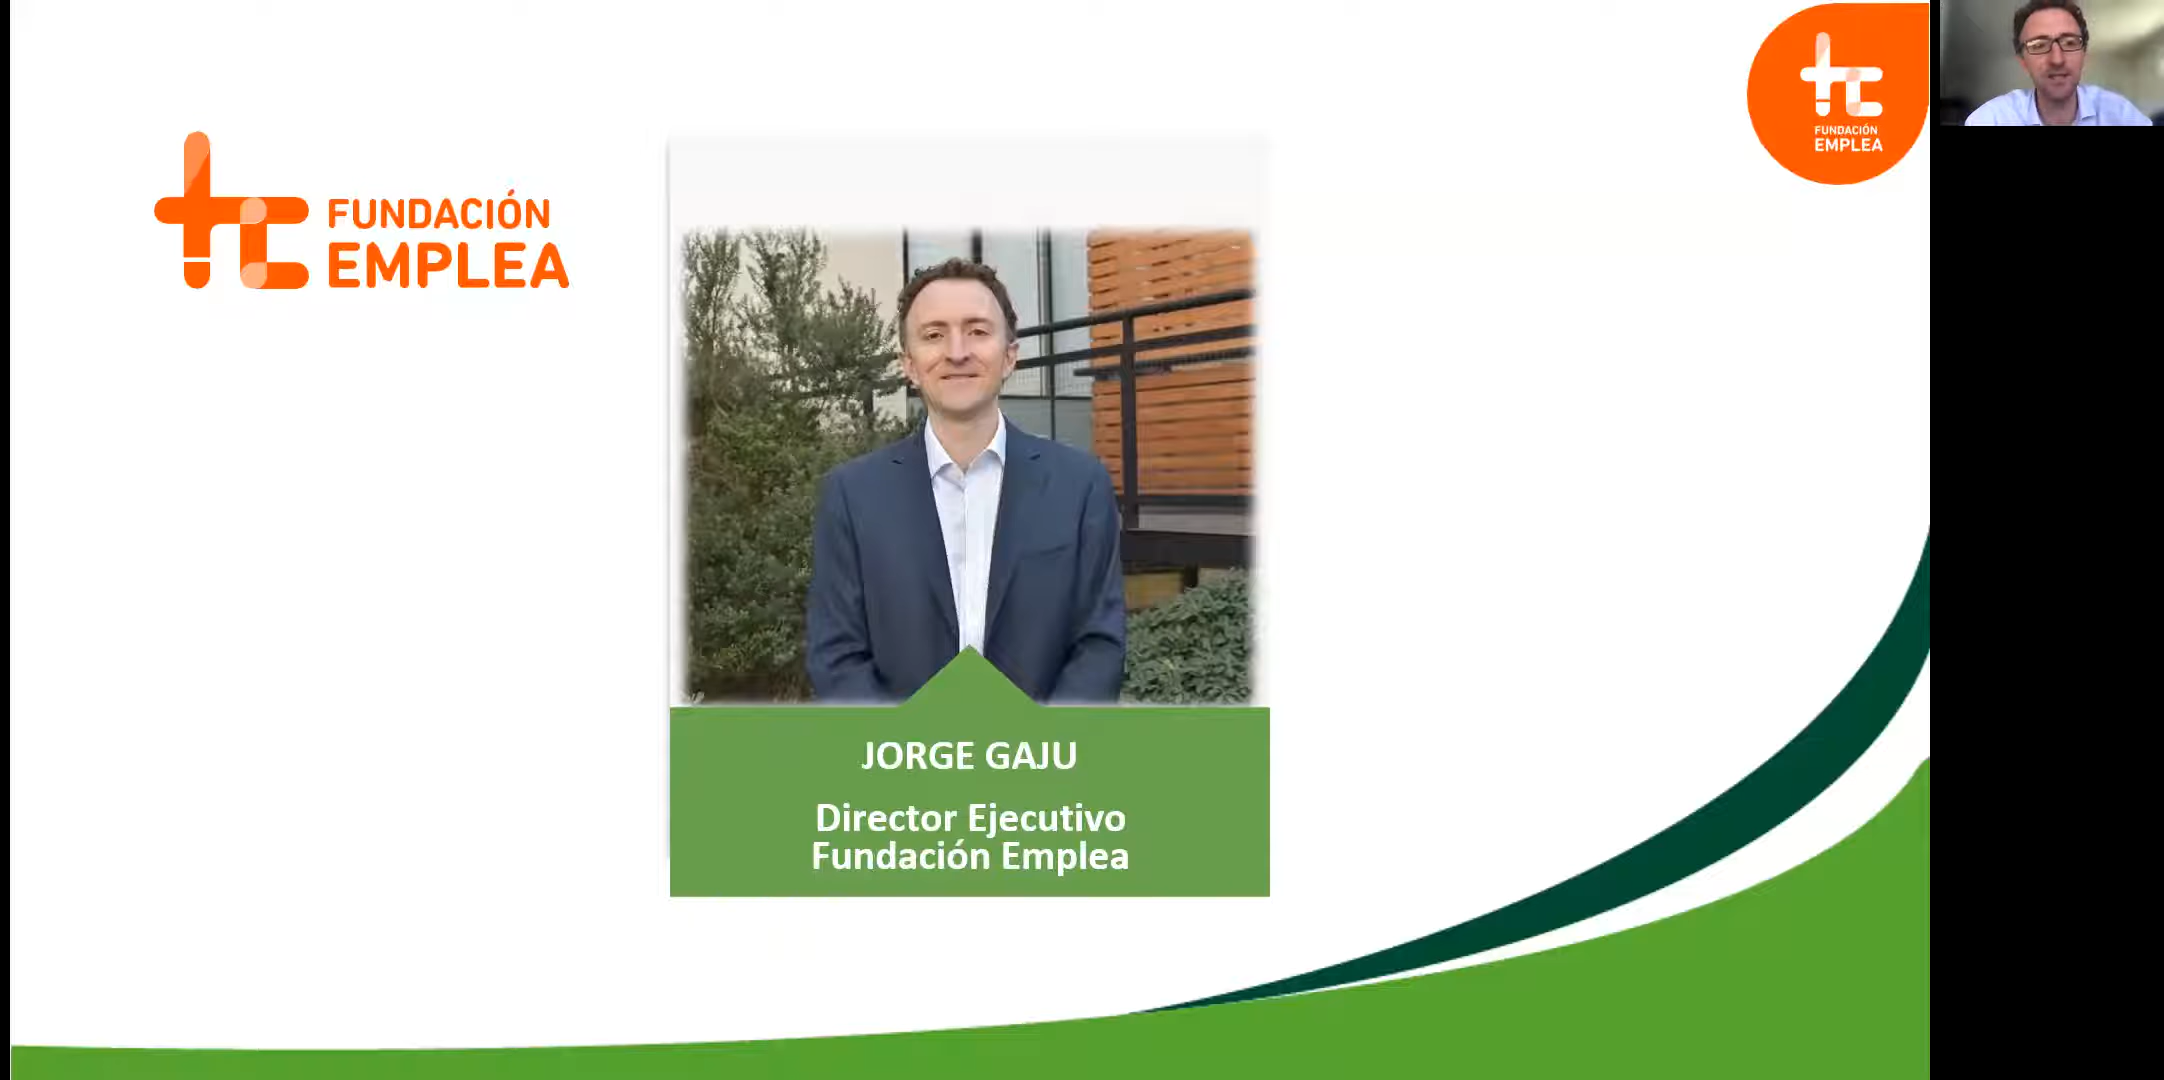 FUNDACIÓN
EMPLEA
FUNDACIÓN
EMPLEA
JORGE GAJU
Director Ejecutivo
Fundación Emplea